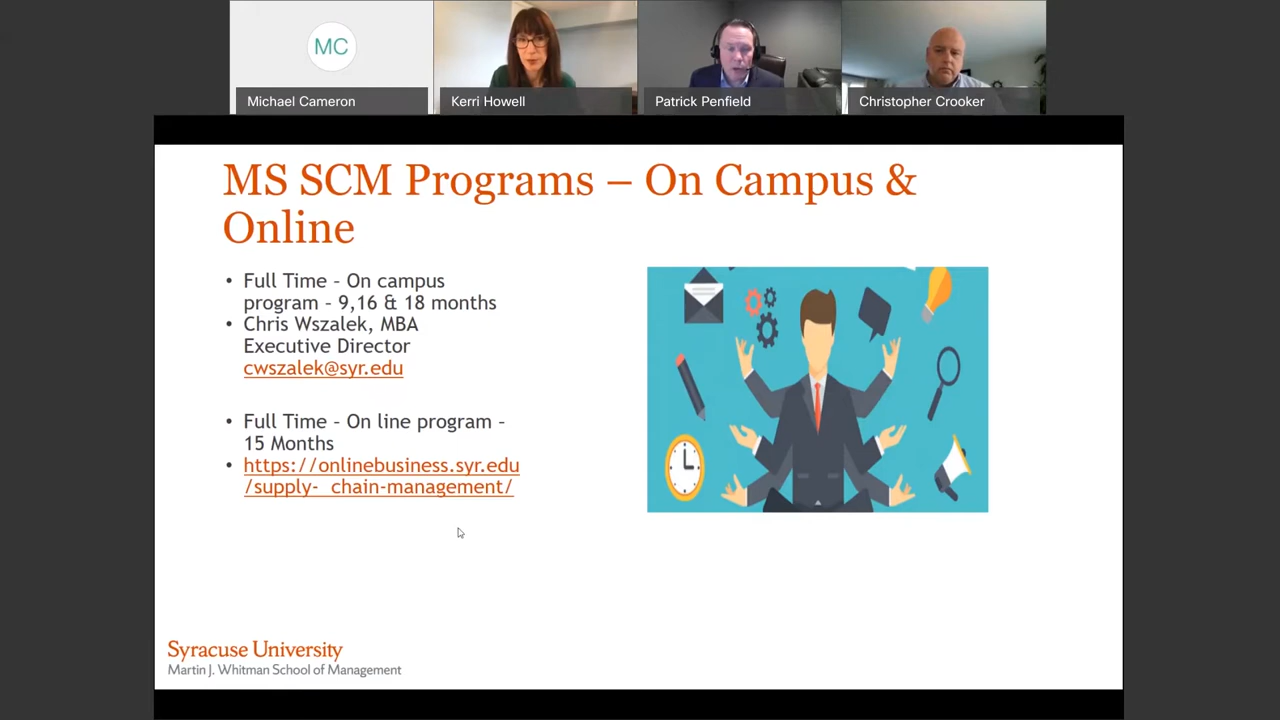 MC
Michael Cameron
Kerri Howell
Patrick Penfield
Christopher Crooker
MS SCM Programs – On Campus &
Online
• Full Time – On campus
program – 9,16 & 18 months
• Chris Wszalek, MBA
Executive Director
cwszalek@syr.edu
• Full Time – On line program –
15 Months
• https://onlinebusiness.syr.edu
/supply- chain-management/
Syracuse University
Martin J. Whitman School of Management